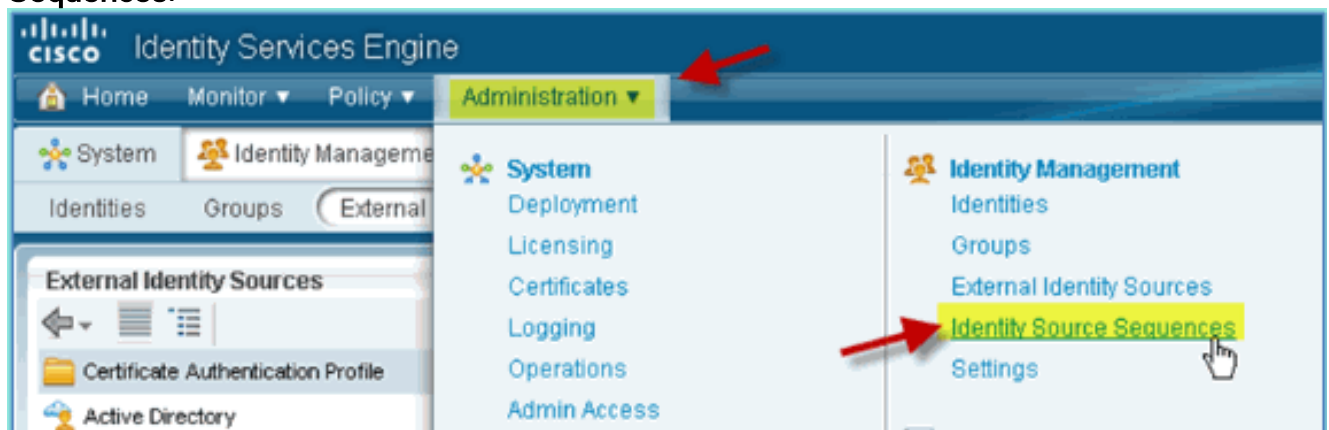 Sequences.
CISCO Identity Services Engine
Home Monitor Policy Administration
System Identity Manageme
Identities Groups External
External Identity Sources
Certificate Authentication Profile
Active Directory
System
Deployment
Licensing
Certificates
Logging
Operations
Admin Access
Identity Management
Identities
Groups
External Identity Sources
Identity Source Sequences
Settings